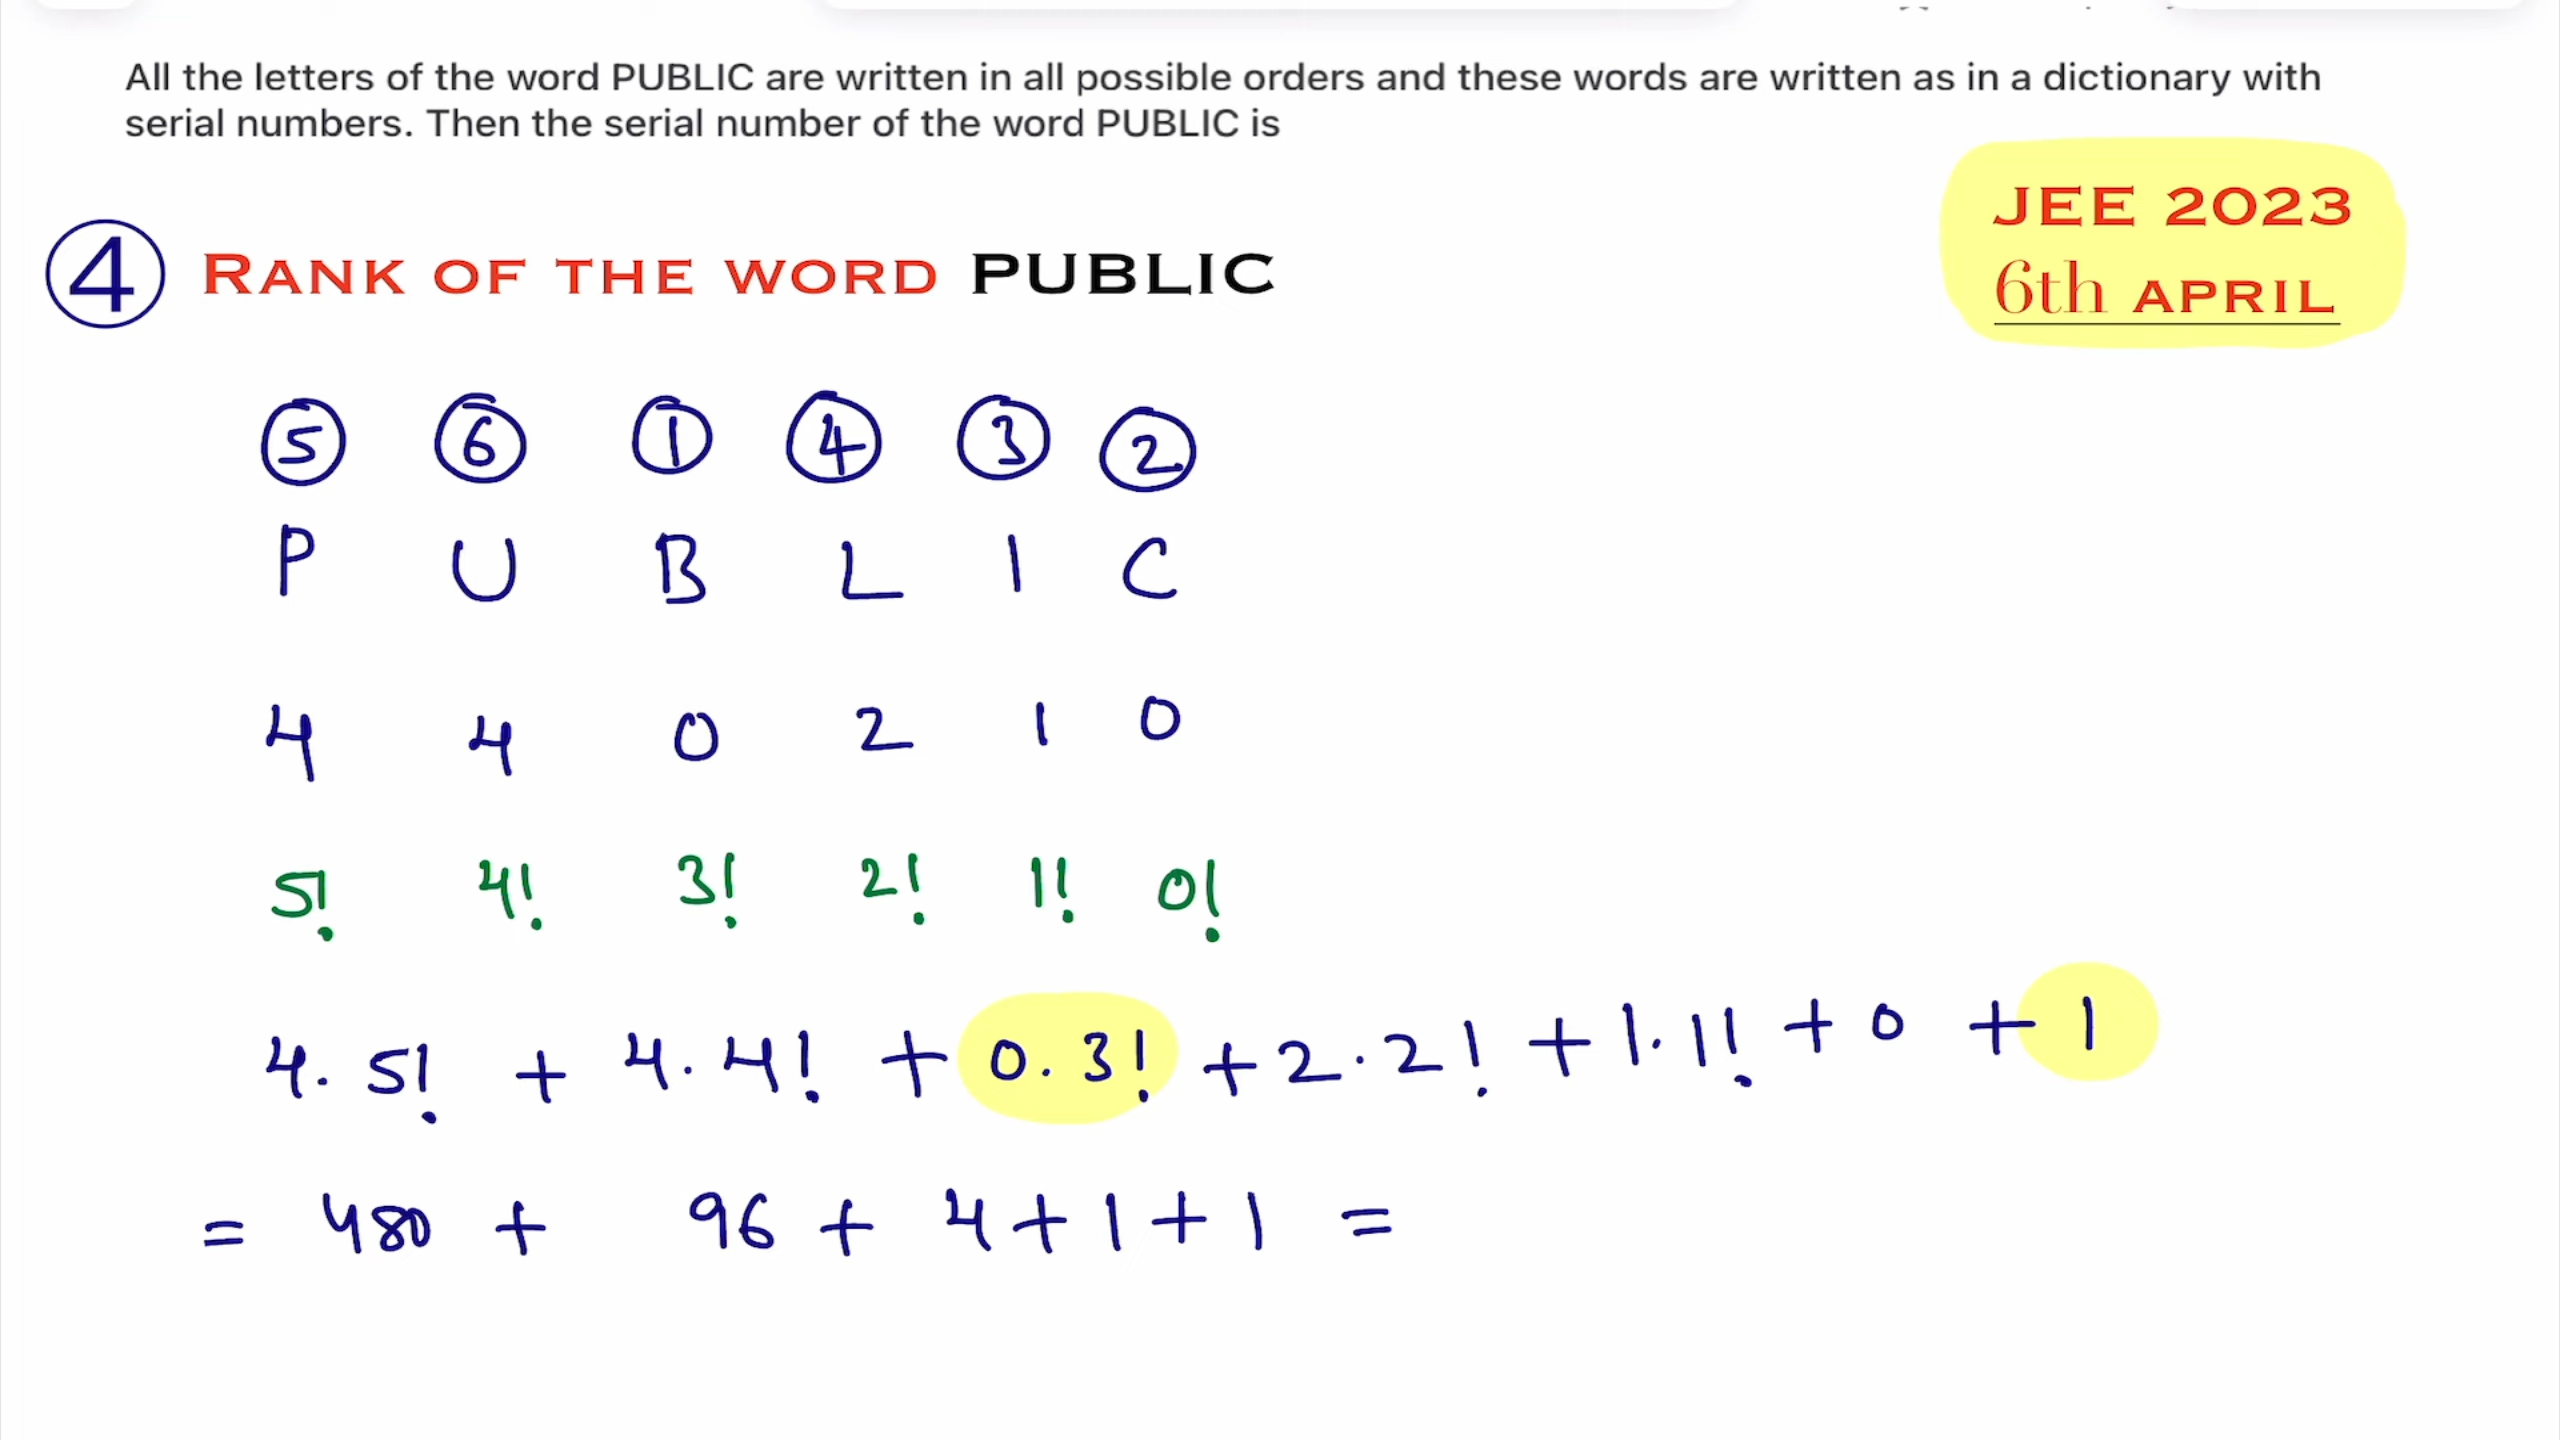 All the letters of the word PUBLIC are written in all possible orders and these words are written as in a dictionary with
serial numbers. Then the serial number of the word PUBLIC is
JEE 2023
6th APRIL
④ RANK OF THE WORD PUBLIC
⑤ ⑥ ① ④ ③ ②
P U B L I C
4 4 0 2 1 0
5! 4! 3! 2! 1! 0!
4. 5! + 4. 4! + 0. 3! + 2. 2! + 1. 1! + 0 + 1
= 480 + 96 + 4 + 1 + 1 =